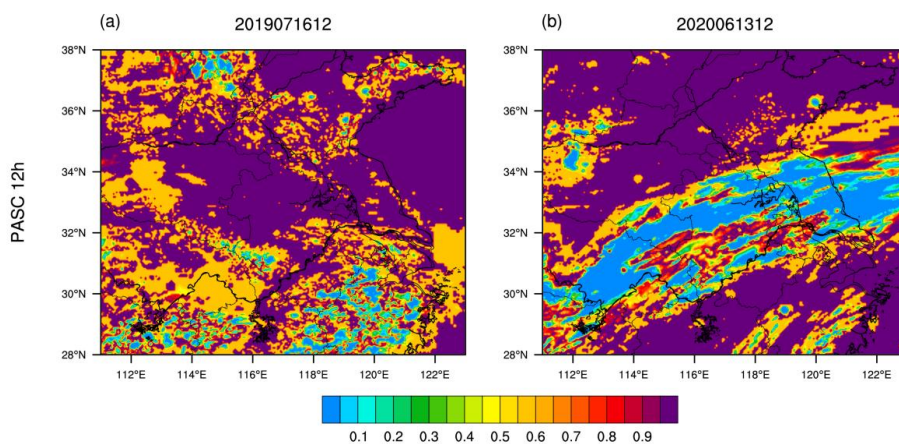 (a) 2019071612 (b) 2020061312
PASC 12h
38°N 38°N
36°N 36°N
34°N 34°N
32°N 32°N
30°N 30°N
28°N 28°N
112°E 114°E 116°E 118°E 120°E 122°E 112°E 114°E 116°E 118°E 120°E 122°E
0.1 0.2 0.3 0.4 0.5 0.6 0.7 0.8 0.9